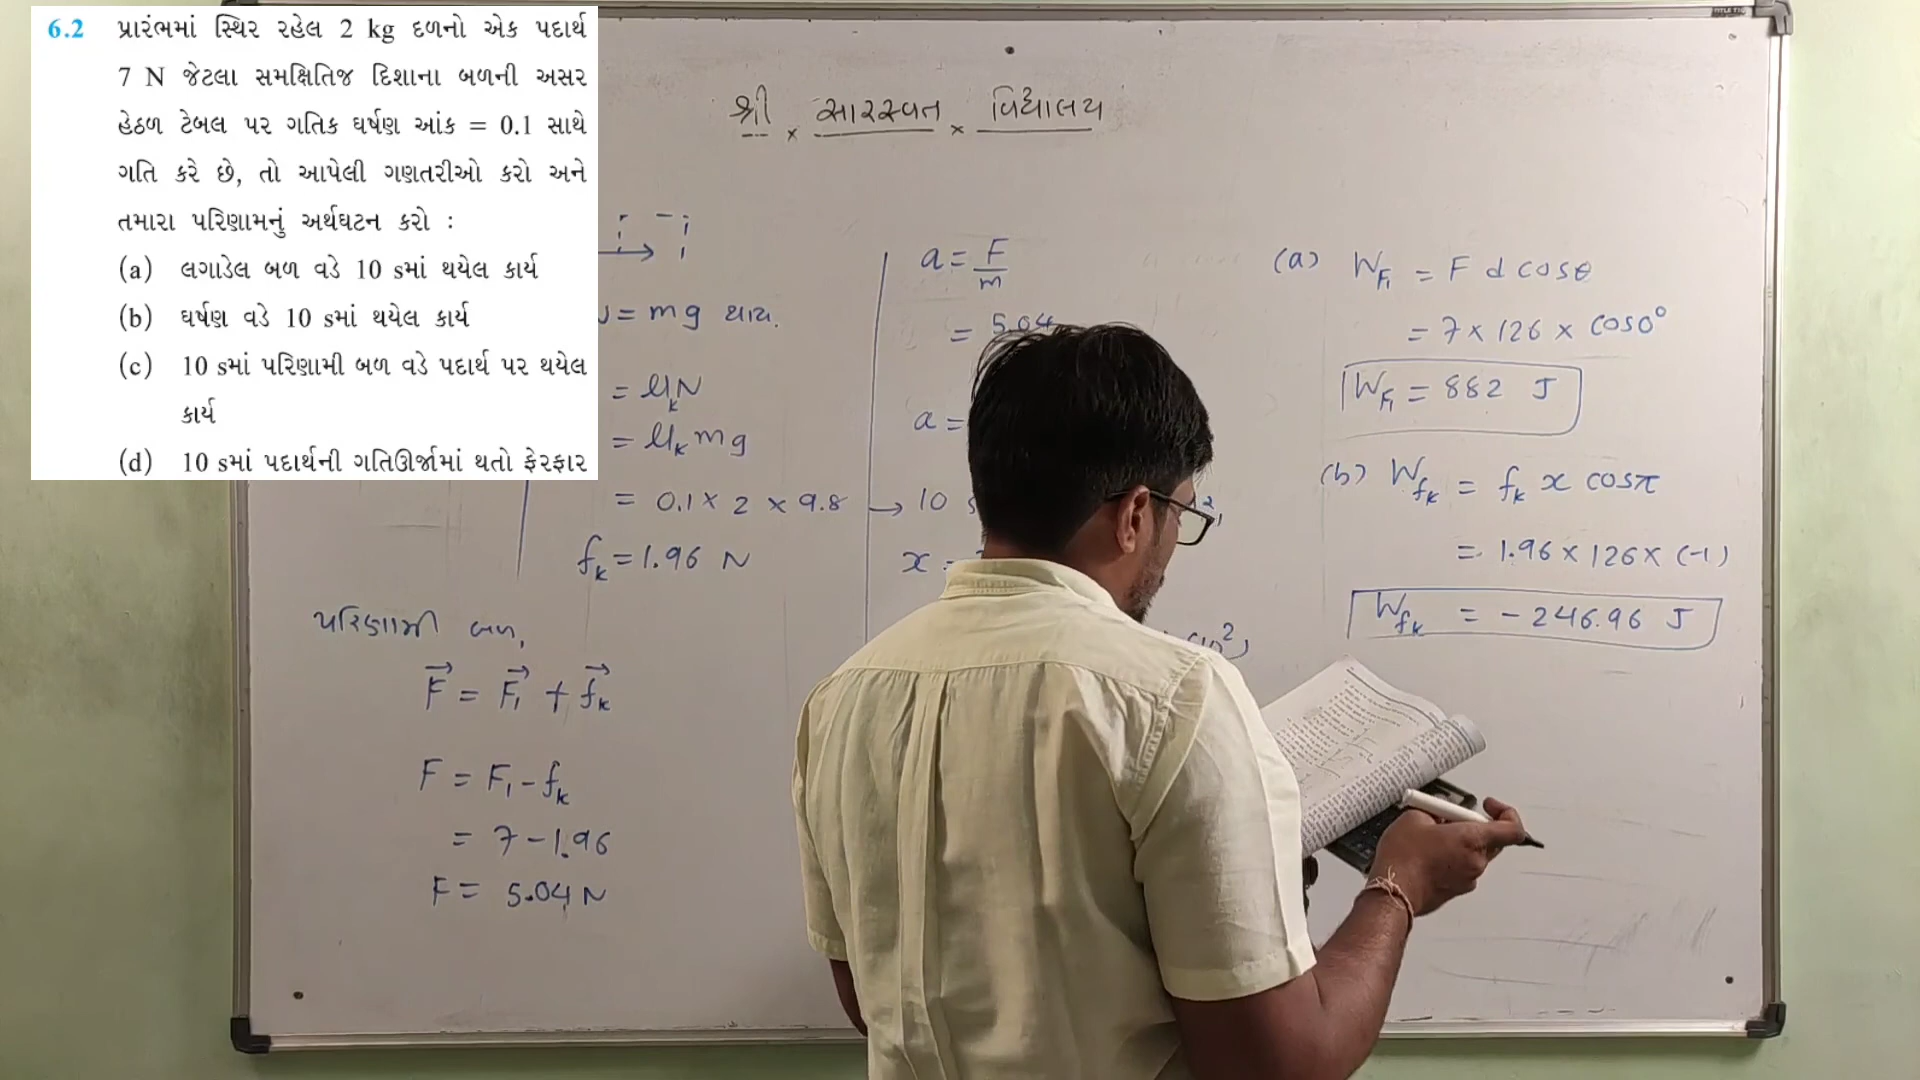 6.2 પ્રારંભમાં સ્થિર રહેલ 2 kg દળનો એક પદાર્થ
7 N જેટલા સમક્ષિતિજ દિશાના બળની અસર
હેઠળ ટેબલ પર ગતિક ઘર્ષણ આંક = 0.1 સાથે
ગતિ કરે છે, તો આપેલી ગણતરીઓ કરો અને
તમારા પરિણામનું અર્થઘટન કરો :
(a) લગાડેલ બળ વડે 10 sમાં થયેલ કાર્ય
(b) ઘર્ષણ વડે 10 sમાં થયેલ કાર્ય
(c) 10 sમાં પરિણામી બળ વડે પદાર્થ પર થયેલ
કાર્ય
(d) 10 sમાં પદાર્થની ગતિઊર્જામાં થતો ફેરફાર
શ્રી × સારસ્વત × વિદ્યાલય
= mg થાય.
= μₖN
= μₖmg
= 0.1 × 2 × 9.8
fₖ = 1.96 N
પરિણામી બળ,
F⃗ = F⃗₁ + f⃗ₖ
F = F₁ - fₖ
= 7 - 1.96
F = 5.04 N
a = F/m
= 5.04
a =
→ 10
x =
(a) W_F₁ = F d cosθ
= 7 × 126 × cos0°
W_F₁ = 882 J
(b) W_fₖ = fₖ x cosπ
= 1.96 × 126 × (-1)
W_fₖ = - 246.96 J